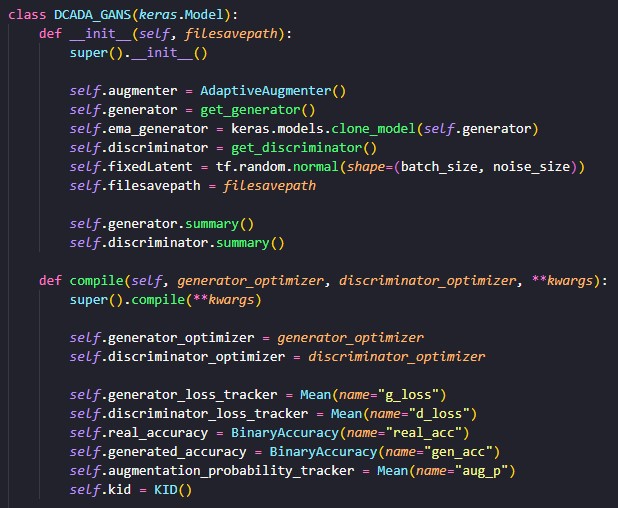 class DCADA_GANS(keras.Model):
def __init__(self, filesavepath):
super().__init__()
self.augmenter = AdaptiveAugmenter()
self.generator = get_generator()
self.ema_generator = keras.models.clone_model(self.generator)
self.discriminator = get_discriminator()
self.fixedLatent = tf.random.normal(shape=(batch_size, noise_size))
self.filesavepath = filesavepath
self.generator.summary()
self.discriminator.summary()
def compile(self, generator_optimizer, discriminator_optimizer, **kwargs):
super().compile(**kwargs)
self.generator_optimizer = generator_optimizer
self.discriminator_optimizer = discriminator_optimizer
self.generator_loss_tracker = Mean(name="g_loss")
self.discriminator_loss_tracker = Mean(name="d_loss")
self.real_accuracy = BinaryAccuracy(name="real_acc")
self.generated_accuracy = BinaryAccuracy(name="gen_acc")
self.augmentation_probability_tracker = Mean(name="aug_p")
self.kid = KID()